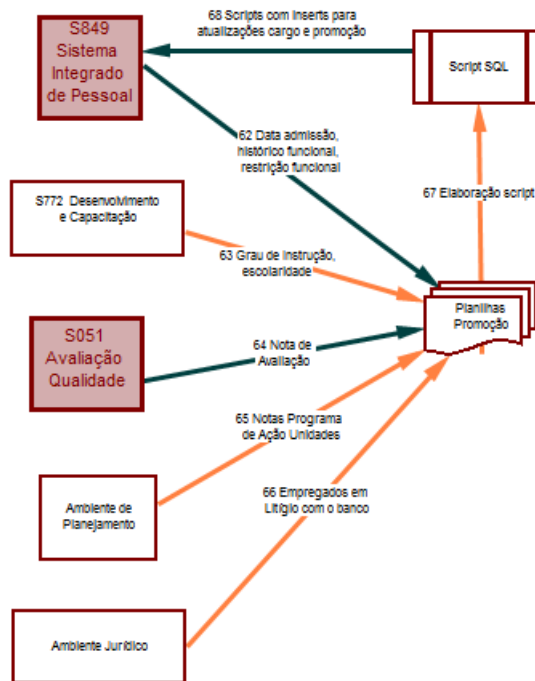 68 Scripts com Inserts para
atualizações cargo e promoção
S849
Sistema
Integrado
de Pessoal
Script SQL
62 Data admissão,
histórico funcional,
restrição funcional
67 Elaboração script
S772 Desenvolvimento
e Capacitação
63 Grau de Instrução,
escolaridade
Planilhas
Promoção
S051
Avaliação
Qualidade
64 Nota de
Avaliação
65 Notas Programa
de Ação Unidades
66 Empregados em
Litígio com o banco
Ambiente de
Planejamento
Ambiente Jurídico